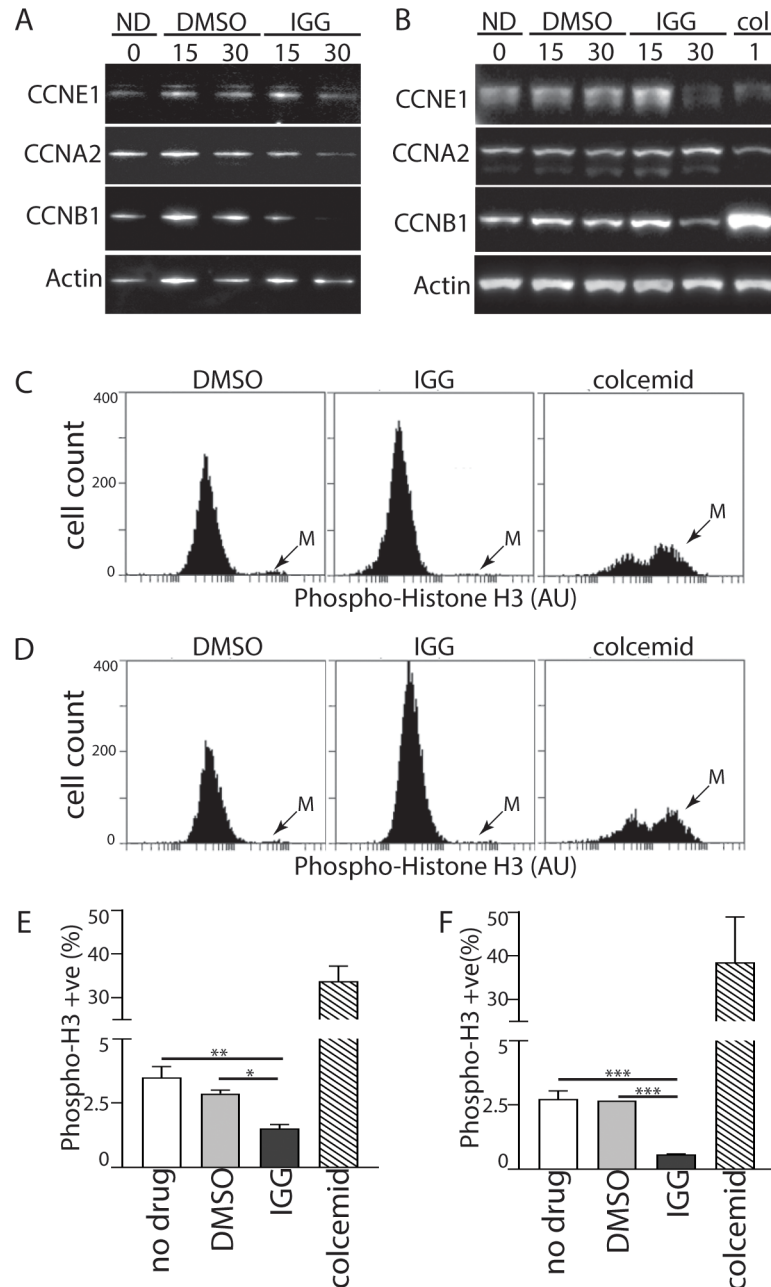 A
ND DMSO IGG
0 15 30 15 30
CCNE1
CCNA2
CCNB1
Actin
B
ND DMSO IGG col
0 15 30 15 30 1
CCNE1
CCNA2
CCNB1
Actin
C
DMSO IGG colcemid
400
200
0
cell count
M M M
Phospho-Histone H3 (AU)
D
DMSO IGG colcemid
400
200
0
cell count
M M M
Phospho-Histone H3 (AU)
E
Phospho-H3 +ve (%)
50
40
30
5
2.5
0
** 
*
no drug DMSO IGG colcemid
F
Phospho-H3 +ve(%)
50
40
30
5
2.5
0
***
***
no drug DMSO IGG colcemid